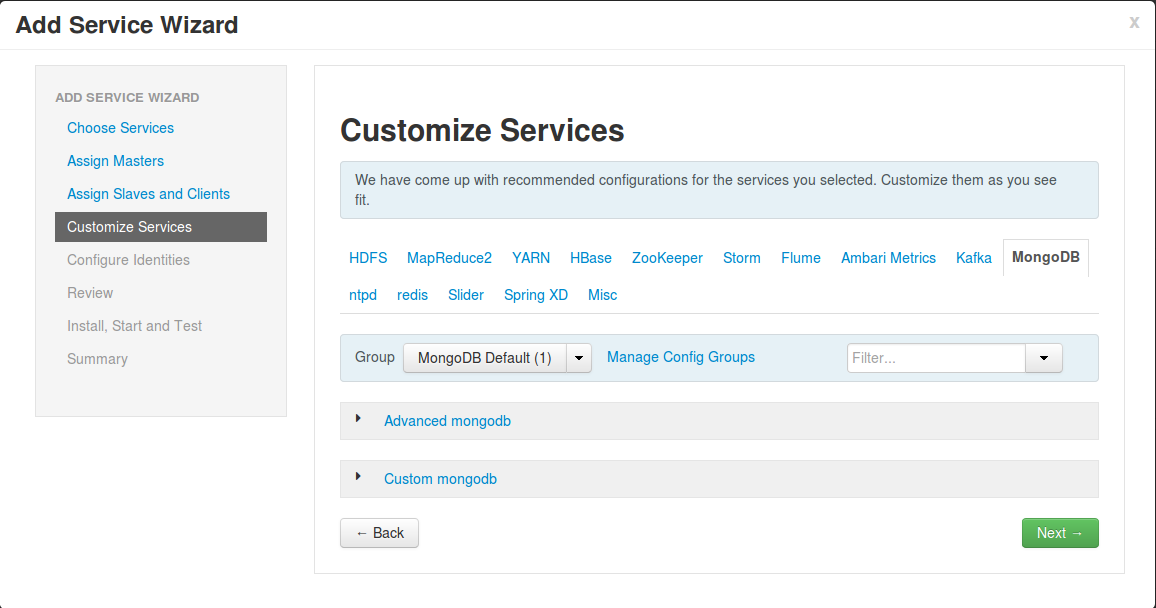 Add Service Wizard
x
ADD SERVICE WIZARD
Choose Services
Assign Masters
Assign Slaves and Clients
Customize Services
Configure Identities
Review
Install, Start and Test
Summary
Customize Services
We have come up with recommended configurations for the services you selected. Customize them as you see
fit.
HDFS MapReduce2 YARN HBase ZooKeeper Storm Flume Ambari Metrics Kafka MongoDB
ntpd redis Slider Spring XD Misc
Group MongoDB Default (1) Manage Config Groups Filter...
Advanced mongodb
Custom mongodb
← Back Next →